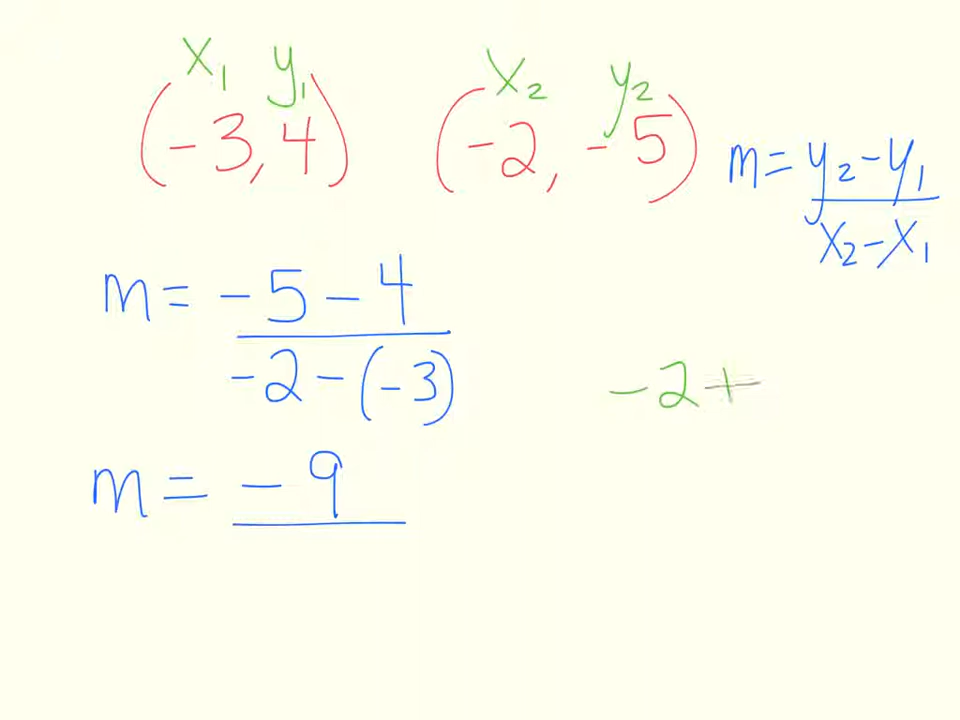 x₁ y₁ x₂ y₂
(-3, 4) (-2, -5)
m = y₂ - y₁
x₂ - x₁
m = -5 - 4
-2 - (-3)
-2 +
m = -9